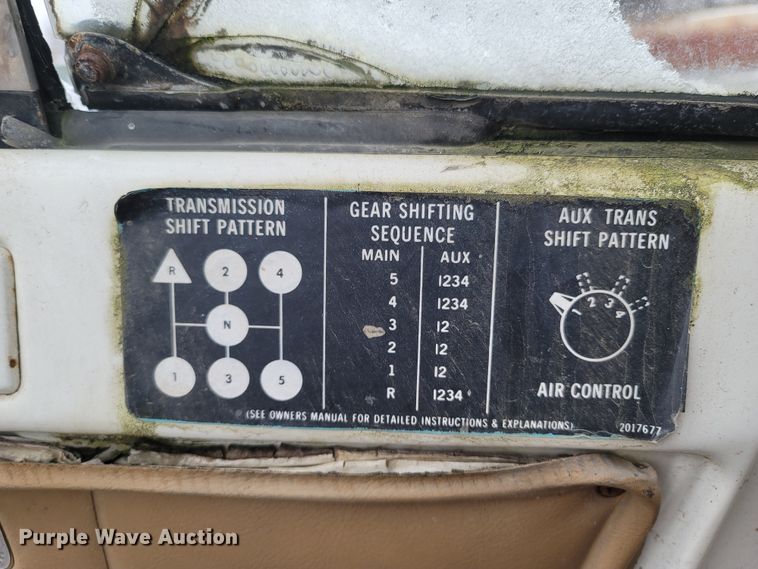 TRANSMISSION
SHIFT PATTERN
R 2 4
N
1 3 5
GEAR SHIFTING
SEQUENCE
MAIN AUX
5 1234
4 1234
3 12
2 12
1 12
R 1234
AUX TRANS
SHIFT PATTERN
1 2 3 4
AIR CONTROL
(SEE OWNERS MANUAL FOR DETAILED INSTRUCTIONS & EXPLANATIONS)
2017677
Purple Wave Auction